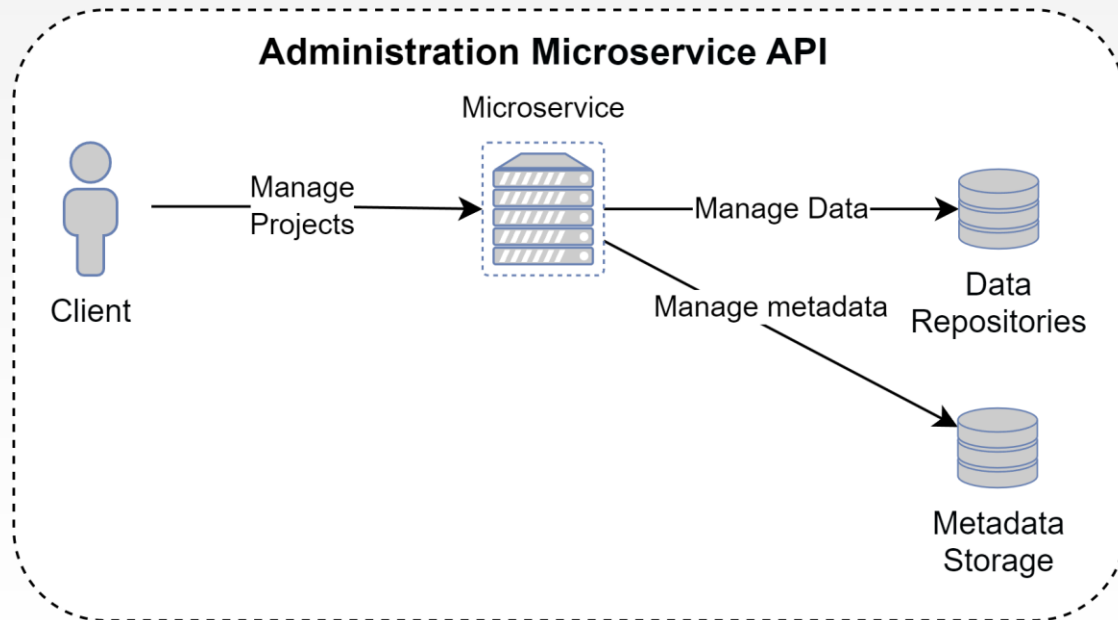 Administration Microservice API
Microservice
Manage
Projects
Manage Data
Client
Manage metadata
Data
Repositories
Metadata
Storage